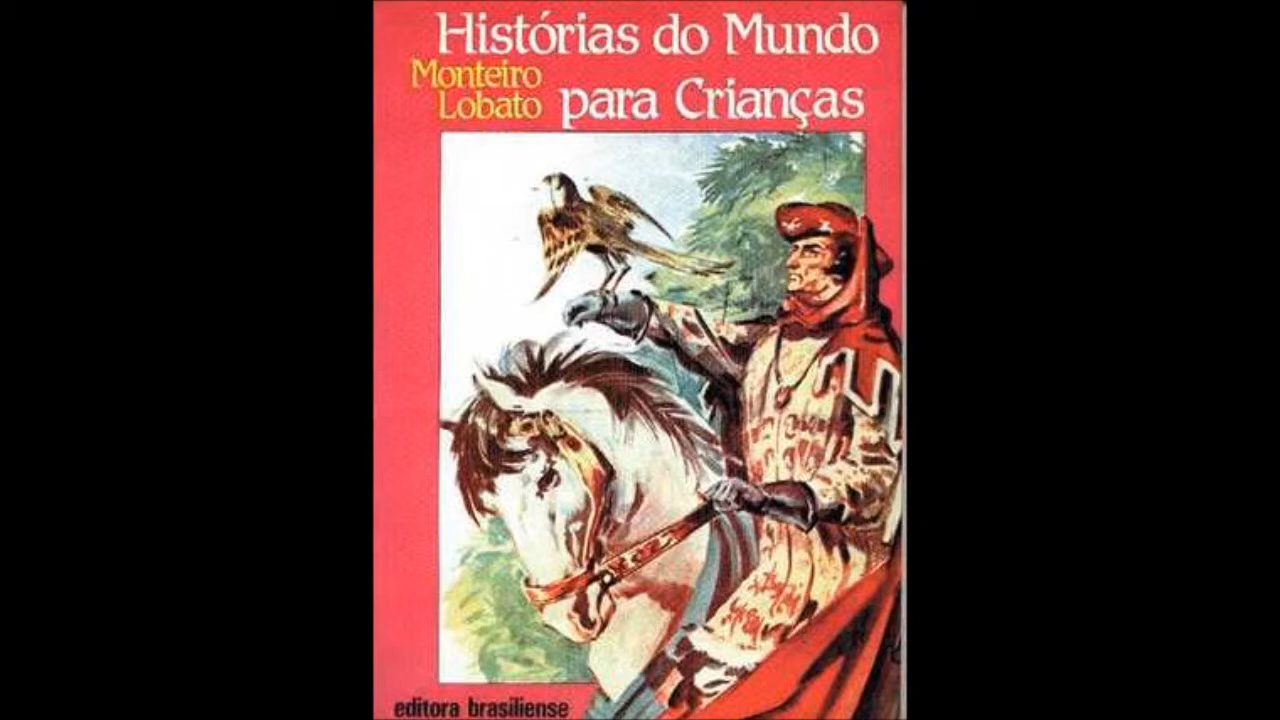 Histórias do Mundo
Monteiro
Lobato
para Crianças
editora brasiliense